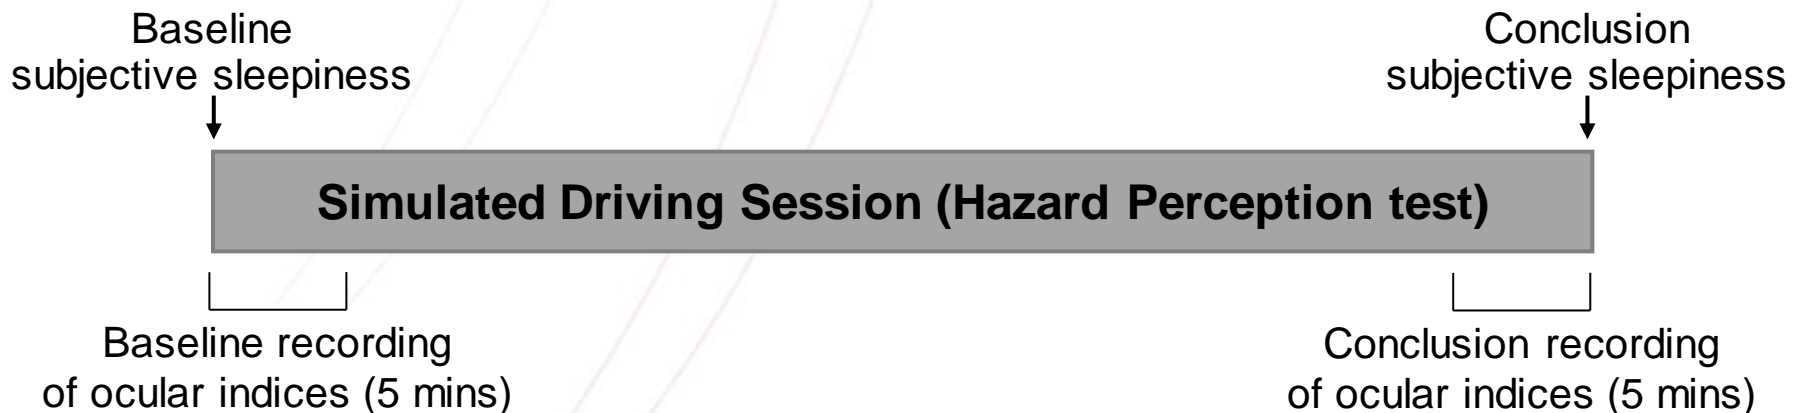 Baseline
subjective sleepiness
Conclusion
subjective sleepiness
Simulated Driving Session (Hazard Perception test)
Baseline recording
of ocular indices (5 mins)
Conclusion recording
of ocular indices (5 mins)